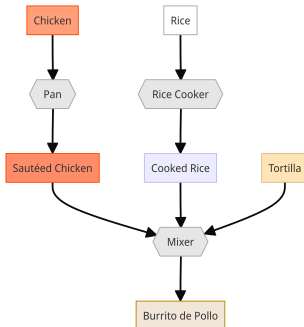 Chicken
Rice
Pan
Rice Cooker
Sautéed Chicken
Cooked Rice
Tortilla
Mixer
Burrito de Pollo